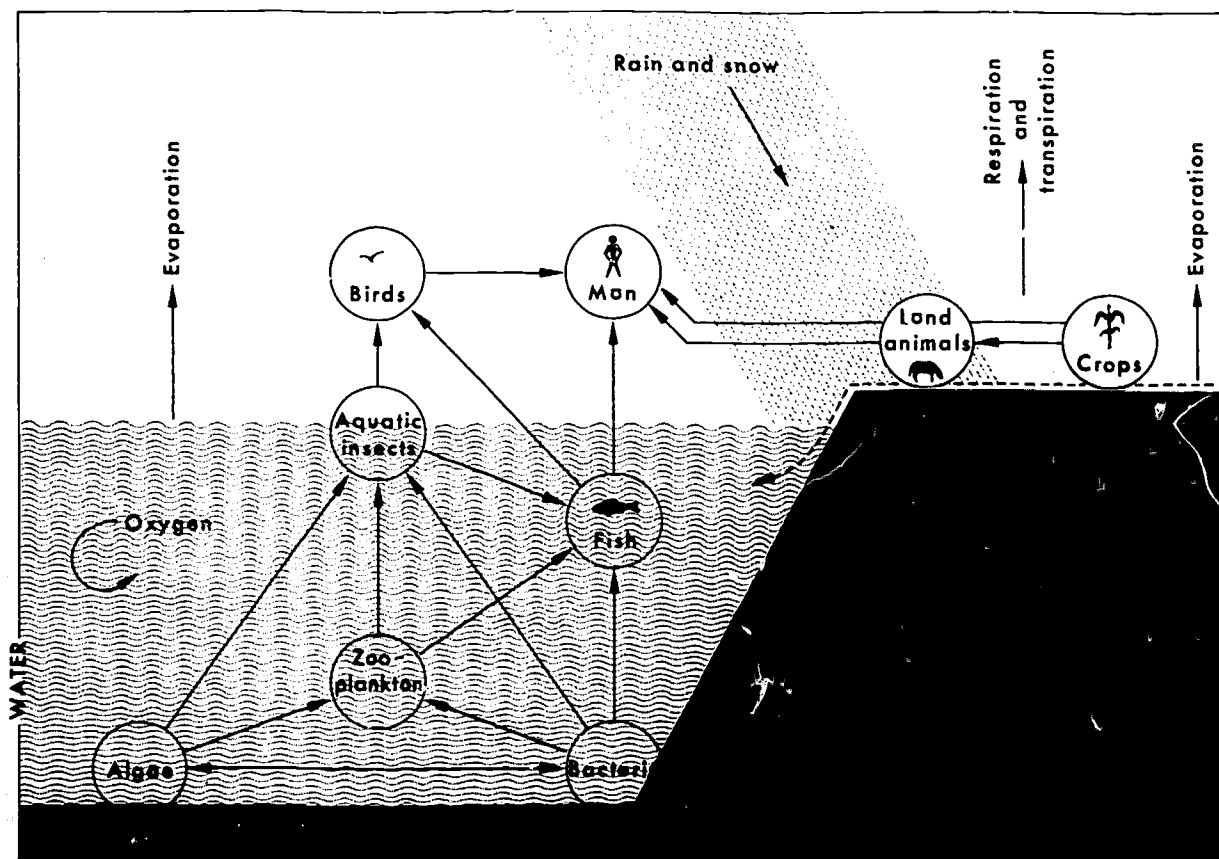 Rain and snow
Respiration
and
transpiration
Evaporation
Evaporation
Birds
Man
Land
animals
Crops
Aquatic
insects
Oxygen
Fish
Zoo-
plankton
WATER
Algae
Bacteri